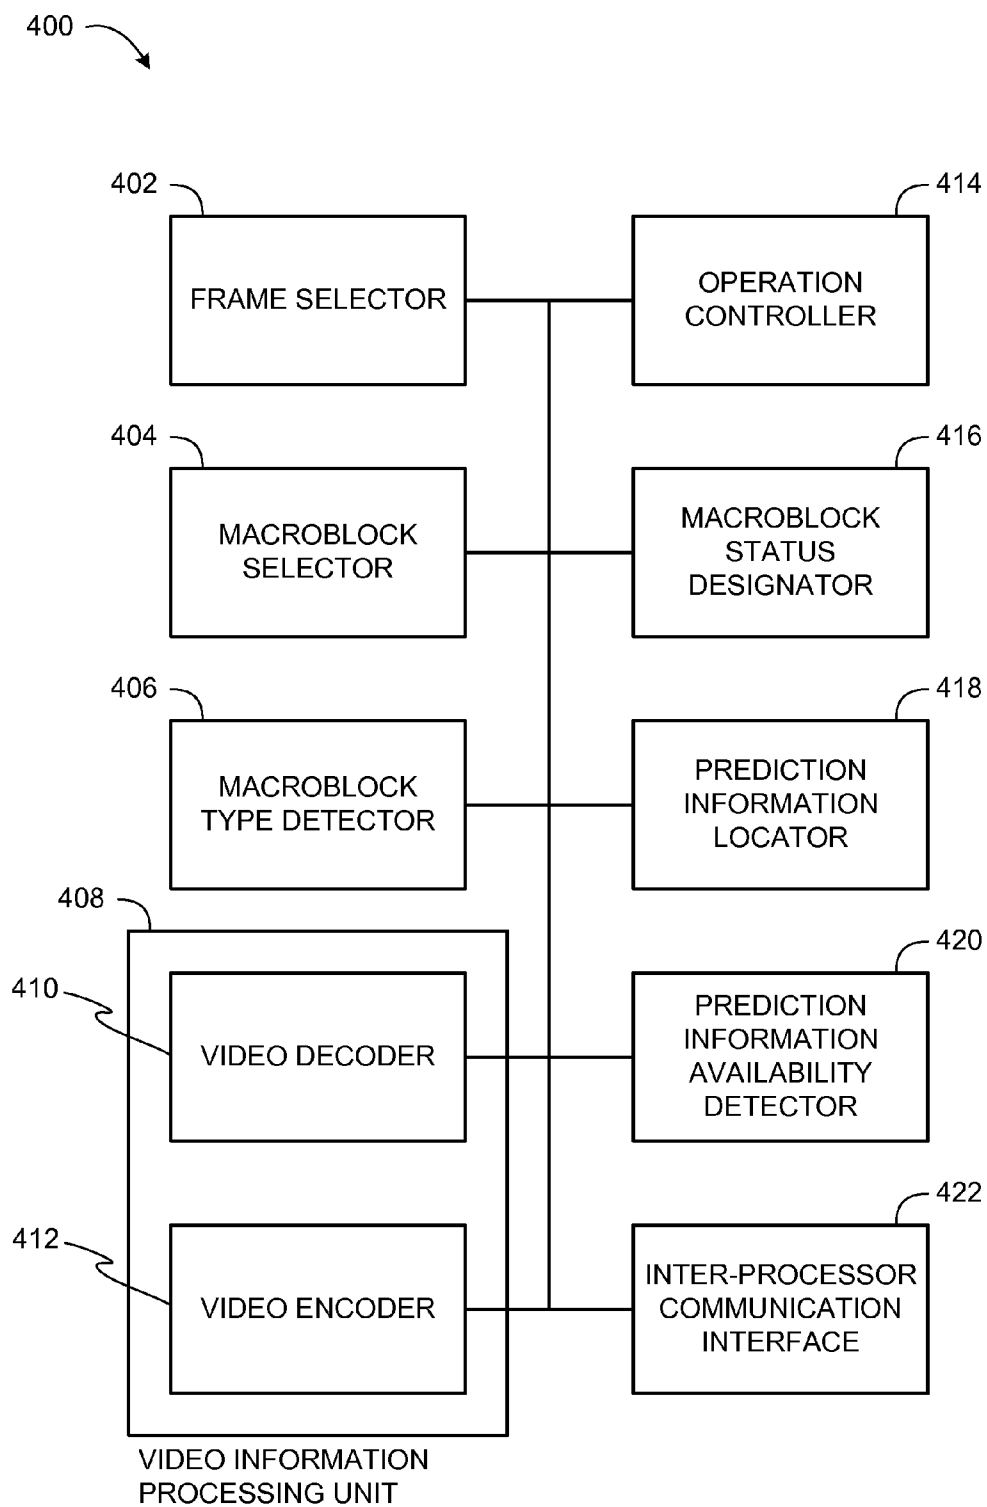 400
402
414
FRAME SELECTOR
OPERATION
CONTROLLER
404
416
MACROBLOCK
SELECTOR
MACROBLOCK
STATUS
DESIGNATOR
406
418
MACROBLOCK
TYPE DETECTOR
PREDICTION
INFORMATION
LOCATOR
408
420
410
VIDEO DECODER
PREDICTION
INFORMATION
AVAILABILITY
DETECTOR
422
412
VIDEO ENCODER
INTER-PROCESSOR
COMMUNICATION
INTERFACE
VIDEO INFORMATION
PROCESSING UNIT